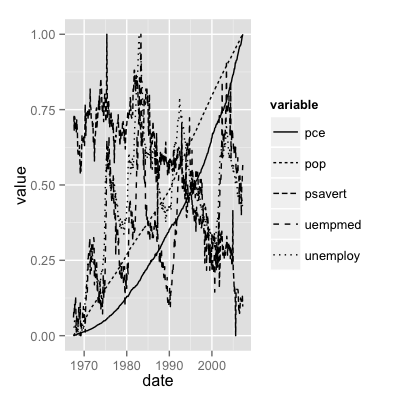 1.00
0.75
0.50
0.25
0.00
value
1970 1980 1990 2000
date
variable
pce
pop
psavert
uempmed
unemploy